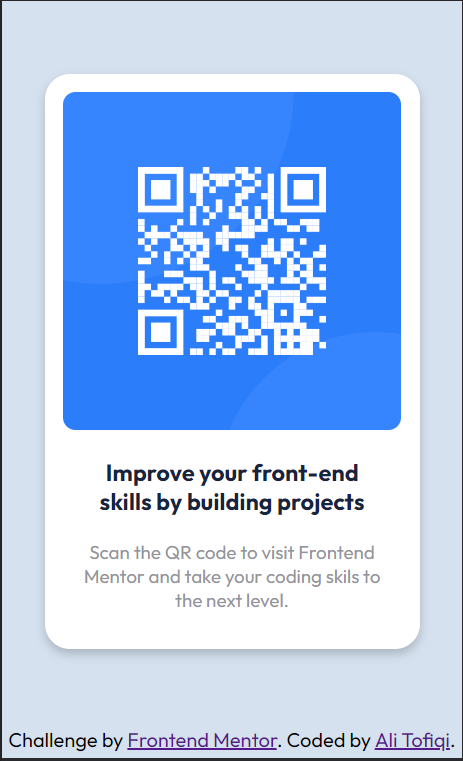 Improve your front-end
skills by building projects
Scan the QR code to visit Frontend
Mentor and take your coding skils to
the next level.
Challenge by Frontend Mentor. Coded by Ali Tofiqi.